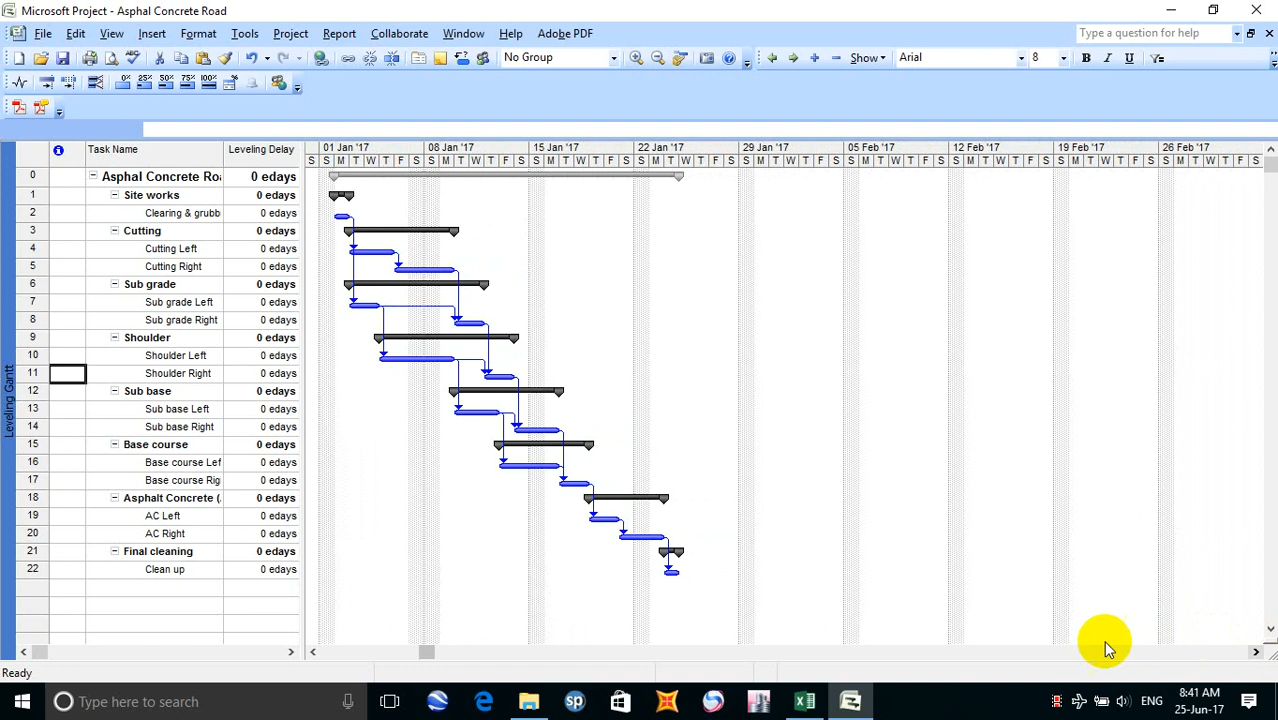 Microsoft Project - Asphal Concrete Road
File Edit View Insert Format Tools Project Report Collaborate Window Help Adobe PDF Type a question for help
No Group Show Arial 8 B I U
0% 25% 50% 75% 100%
Task Name Leveling Delay 01 Jan '17 08 Jan '17 15 Jan '17 22 Jan '17 29 Jan '17 05 Feb '17 12 Feb '17 19 Feb '17 26 Feb '17
S S M T W T F S S M T W T F S S M T W T F S S M T W T F S S M T W T F S S M T W T F S S M T W T F S S M T W T F S S M T W T F S
0 Asphal Concrete Roa 0 edays
1 Site works 0 edays
2 Clearing & grubb 0 edays
3 Cutting 0 edays
4 Cutting Left 0 edays
5 Cutting Right 0 edays
6 Sub grade 0 edays
7 Sub grade Left 0 edays
8 Sub grade Right 0 edays
9 Shoulder 0 edays
10 Shoulder Left 0 edays
11 Shoulder Right 0 edays
12 Sub base 0 edays
13 Sub base Left 0 edays
14 Sub base Right 0 edays
15 Base course 0 edays
16 Base course Lef 0 edays
17 Base course Rig 0 edays
18 Asphalt Concrete (. 0 edays
19 AC Left 0 edays
20 AC Right 0 edays
21 Final cleaning 0 edays
22 Clean up 0 edays
Leveling Gantt
Ready
Type here to search sp ENG 8:41 AM
25-Jun-17